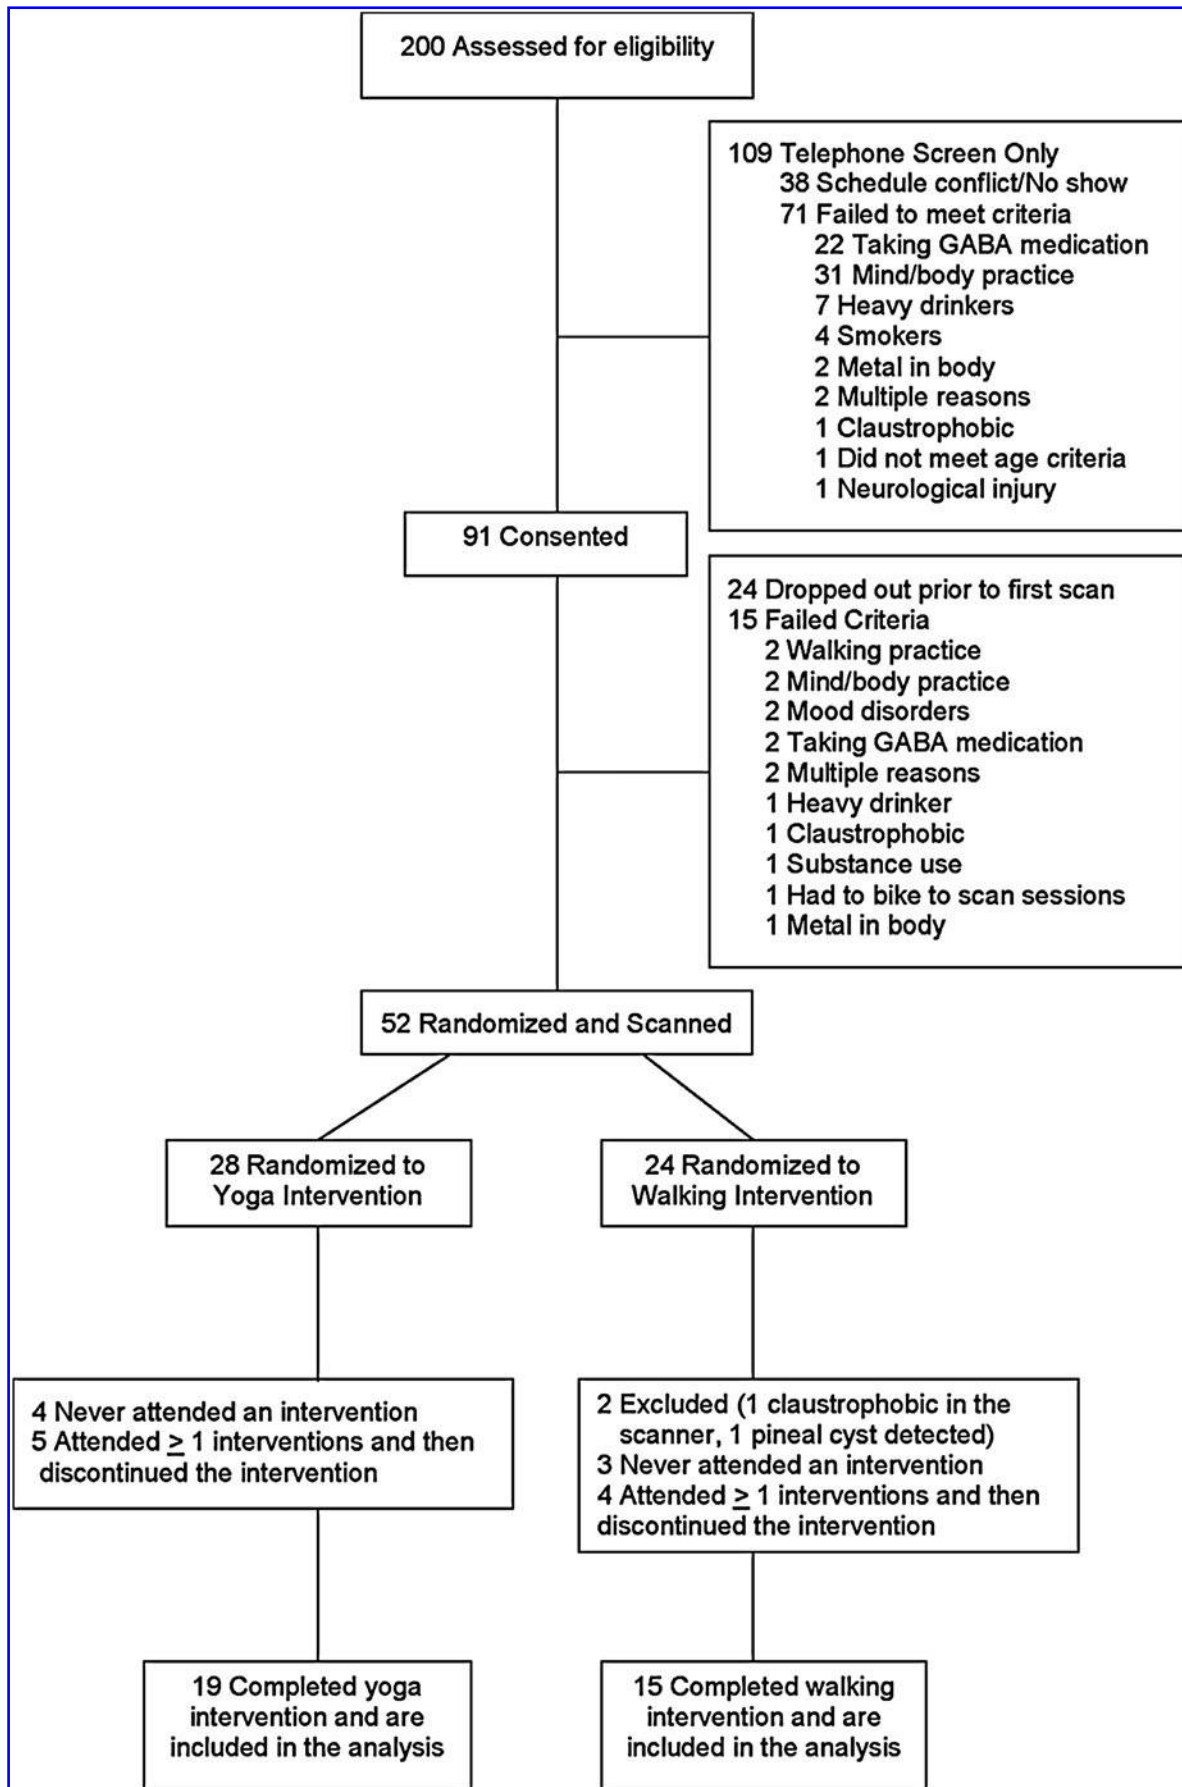 200 Assessed for eligibility
109 Telephone Screen Only
38 Schedule conflict/No show
71 Failed to meet criteria
22 Taking GABA medication
31 Mind/body practice
7 Heavy drinkers
4 Smokers
2 Metal in body
2 Multiple reasons
1 Claustrophobic
1 Did not meet age criteria
1 Neurological injury
91 Consented
24 Dropped out prior to first scan
15 Failed Criteria
2 Walking practice
2 Mind/body practice
2 Mood disorders
2 Taking GABA medication
2 Multiple reasons
1 Heavy drinker
1 Claustrophobic
1 Substance use
1 Had to bike to scan sessions
1 Metal in body
52 Randomized and Scanned
28 Randomized to
Yoga Intervention
24 Randomized to
Walking Intervention
4 Never attended an intervention
5 Attended ≥ 1 interventions and then
discontinued the intervention
2 Excluded (1 claustrophobic in the
scanner, 1 pineal cyst detected)
3 Never attended an intervention
4 Attended ≥ 1 interventions and then
discontinued the intervention
19 Completed yoga
intervention and are
included in the analysis
15 Completed walking
intervention and are
included in the analysis